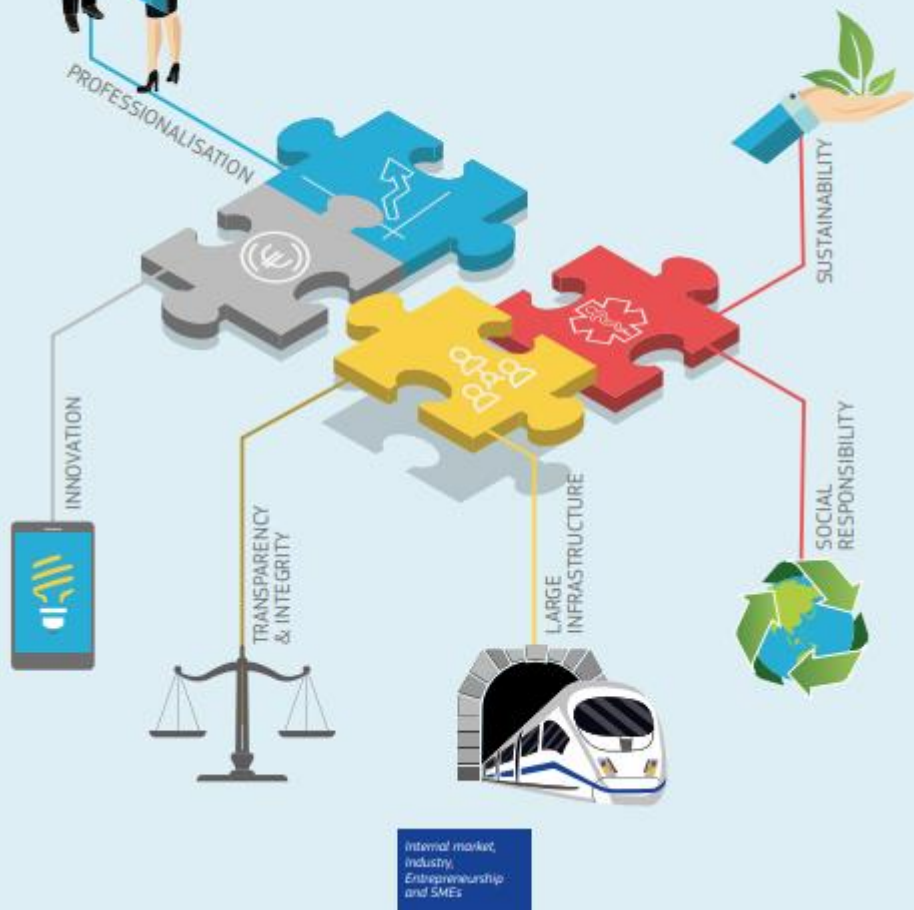 PROFESSIONALISATION
SUSTAINABILITY
INNOVATION
TRANSPARENCY
& INTEGRITY
LARGE
INFRASTRUCTURE
SOCIAL
RESPONSIBILITY
Internal market,
Industry,
Entrepreneurship
and SMEs